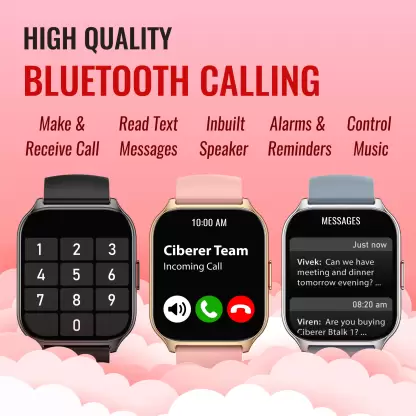 HIGH QUALITY
BLUETOOTH CALLING
Make &
Receive Call
Read Text
Messages
Inbuilt
Speaker
Alarms &
Reminders
Control
Music
1 2 3
4 5 6
7 8 9
0
10:00 AM
Ciberer Team
Incoming Call
MESSAGES
Just now
Vivek: Can we have
meeting and dinner
tomorrow evening? ...
08:20 am
Viren: Are you buying
Ciberer Btalk 1? ...